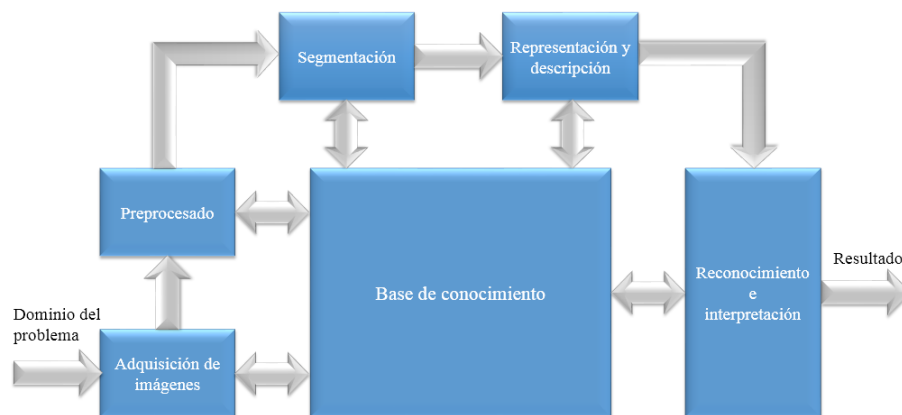 Segmentación
Representación y
descripción
Preprocesado
Base de conocimiento
Reconocimiento
e
interpretación
Resultado
Dominio del
problema
Adquisición de
imágenes